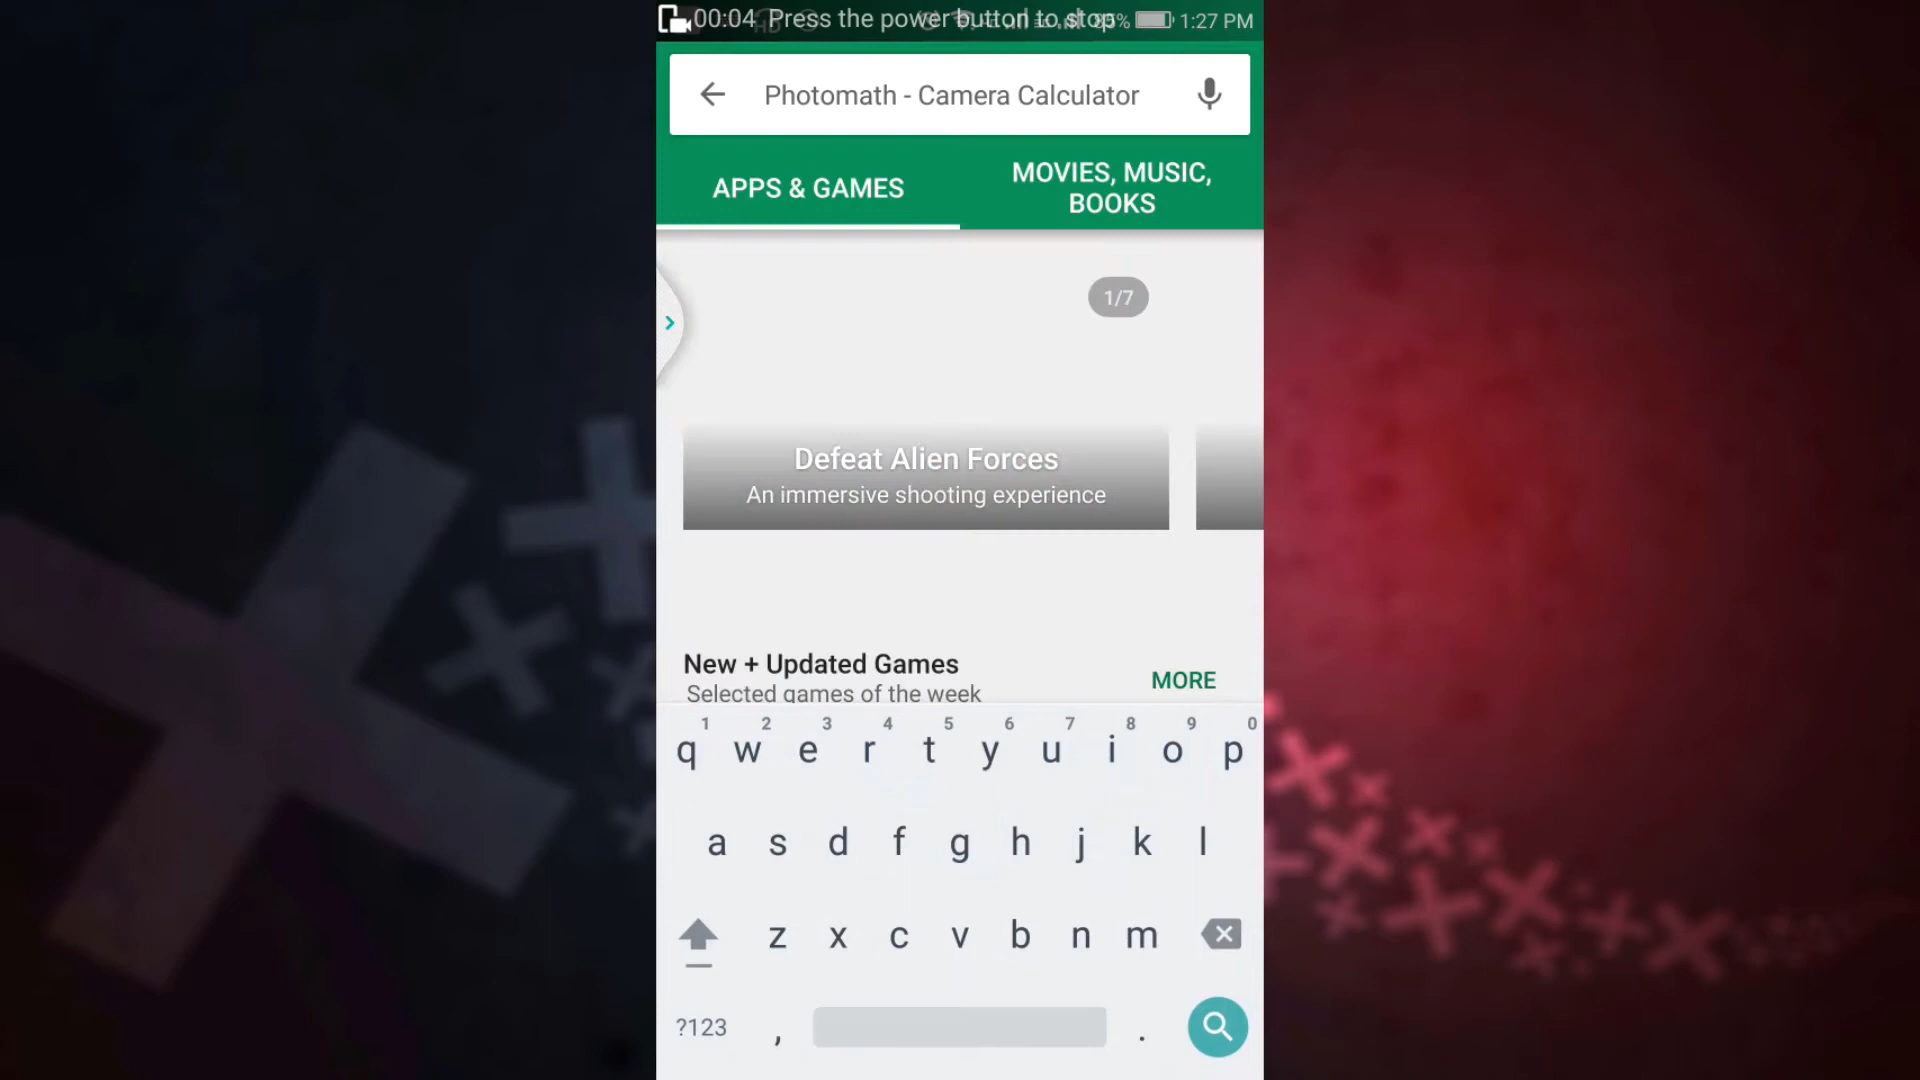 00:04 Press the power button to stop 85% 1:27 PM
Photomath - Camera Calculator
APPS & GAMES
MOVIES, MUSIC,
BOOKS
1/7
Defeat Alien Forces
An immersive shooting experience
New + Updated Games
MORE
Selected games of the week
1 2 3 4 5 6 7 8 9 0
q w e r t y u i o p
a s d f g h j k l
z x c v b n m
?123 , .